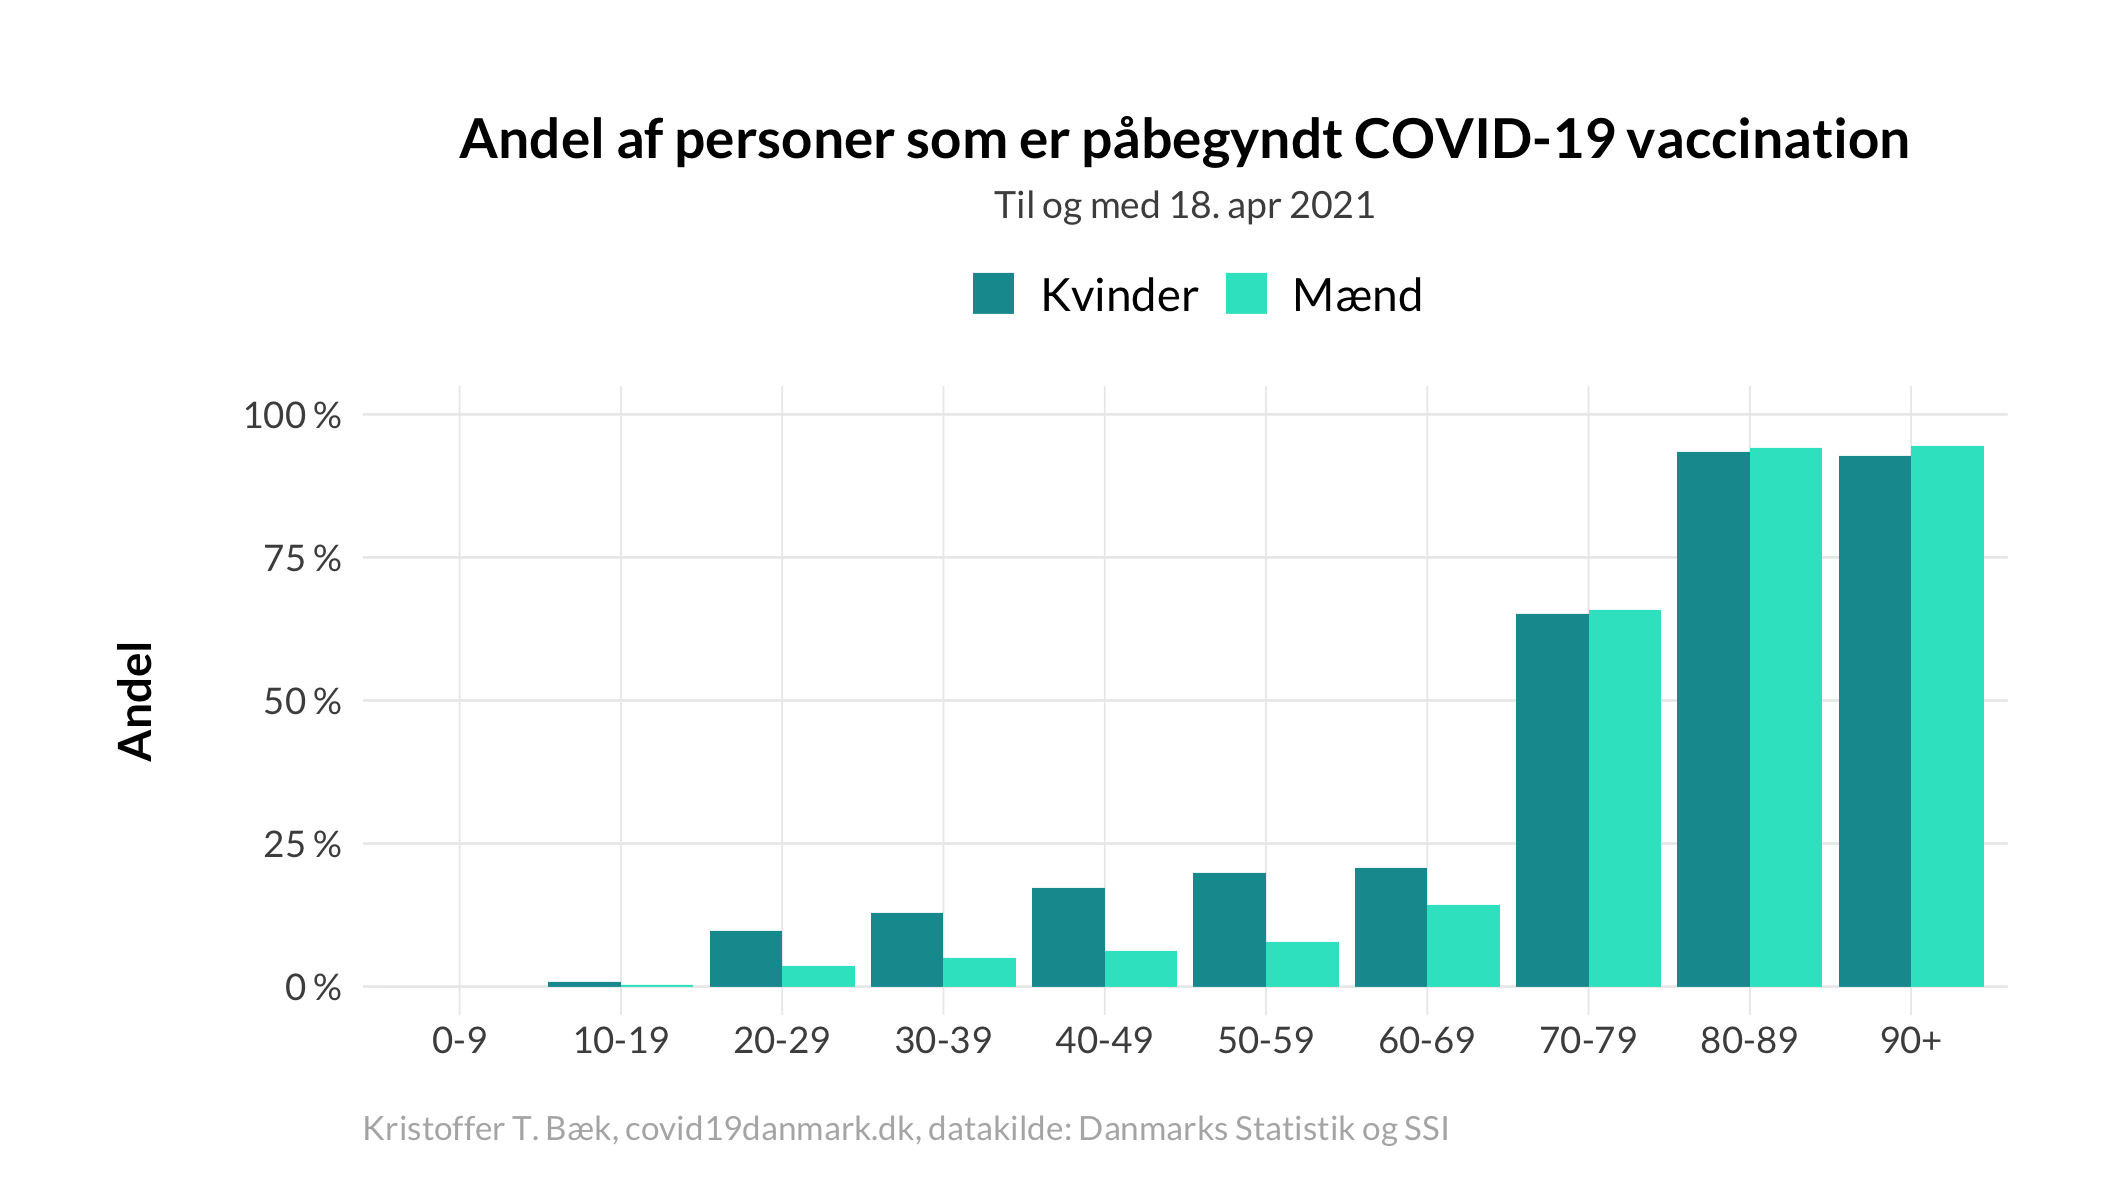 Andel af personer som er påbegyndt COVID-19 vaccination
Til og med 18. apr 2021
Kvinder Mænd
100 %
75 %
50 %
25 %
0 %
Andel
0-9 10-19 20-29 30-39 40-49 50-59 60-69 70-79 80-89 90+
Kristoffer T. Bæk, covid19danmark.dk, datakilde: Danmarks Statistik og SSI